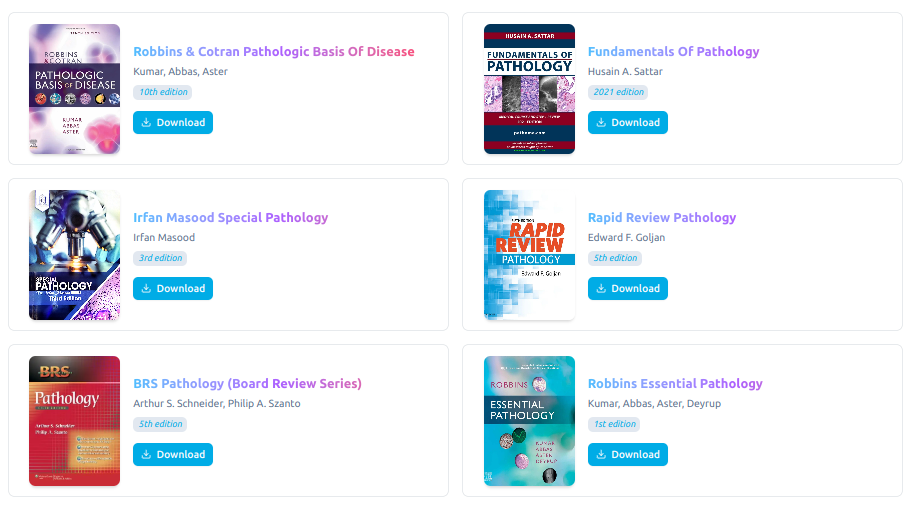 TENTH EDITION
ROBBINS
& COTRAN
PATHOLOGIC
BASIS OF DISEASE
KUMAR
ABBAS
ASTER
Robbins & Cotran Pathologic Basis Of Disease
Kumar, Abbas, Aster
10th edition
Download
HUSAIN A. SATTAR
FUNDAMENTALS OF
PATHOLOGY
pathoma.com
Fundamentals Of Pathology
Husain A. Sattar
2021 edition
Download
SPECIAL
PATHOLOGY
Third Edition
Irfan Masood Special Pathology
Irfan Masood
3rd edition
Download
FIFTH EDITION
RAPID
REVIEW
PATHOLOGY
Edward F. Goljan
Rapid Review Pathology
Edward F. Goljan
5th edition
Download
BRS
Pathology
Arthur S. Schneider
Philip A. Szanto
BRS Pathology (Board Review Series)
Arthur S. Schneider, Philip A. Szanto
5th edition
Download
ROBBINS
ESSENTIAL
PATHOLOGY
KUMAR
ABBAS
ASTER
DEYRUP
Robbins Essential Pathology
Kumar, Abbas, Aster, Deyrup
1st edition
Download